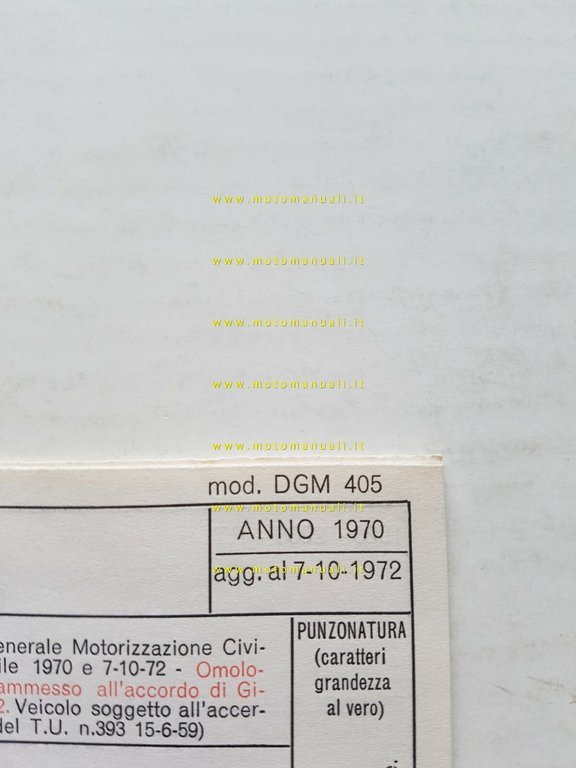 www.motomanuali.it
www.motomanuali.it
www.motomanuali.it
www.motomanuali.it
www.motomanuali.it
mod. DGM 405
www.motomanuali.it
ANNO 1970
www.motomanuali.it
agg. al 7-10-1972
PUNZONATURA
(caratteri
grandezza
al vero)
enerale Motorizzazione Civi-
ile 1970 e 7-10-72 - Omolo-
ammesso all'accordo di Gi-
2. Veicolo soggetto all'accer-
del T.U. n.393 15-6-59)